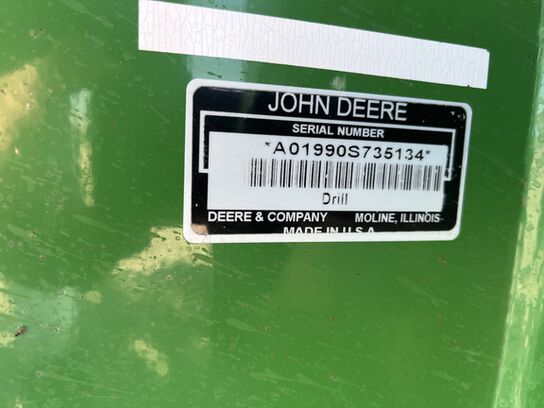 JOHN DEERE
SERIAL NUMBER
*A01990S735134*
Drill
DEERE & COMPANY MOLINE, ILLINOIS
MADE IN U.S.A.